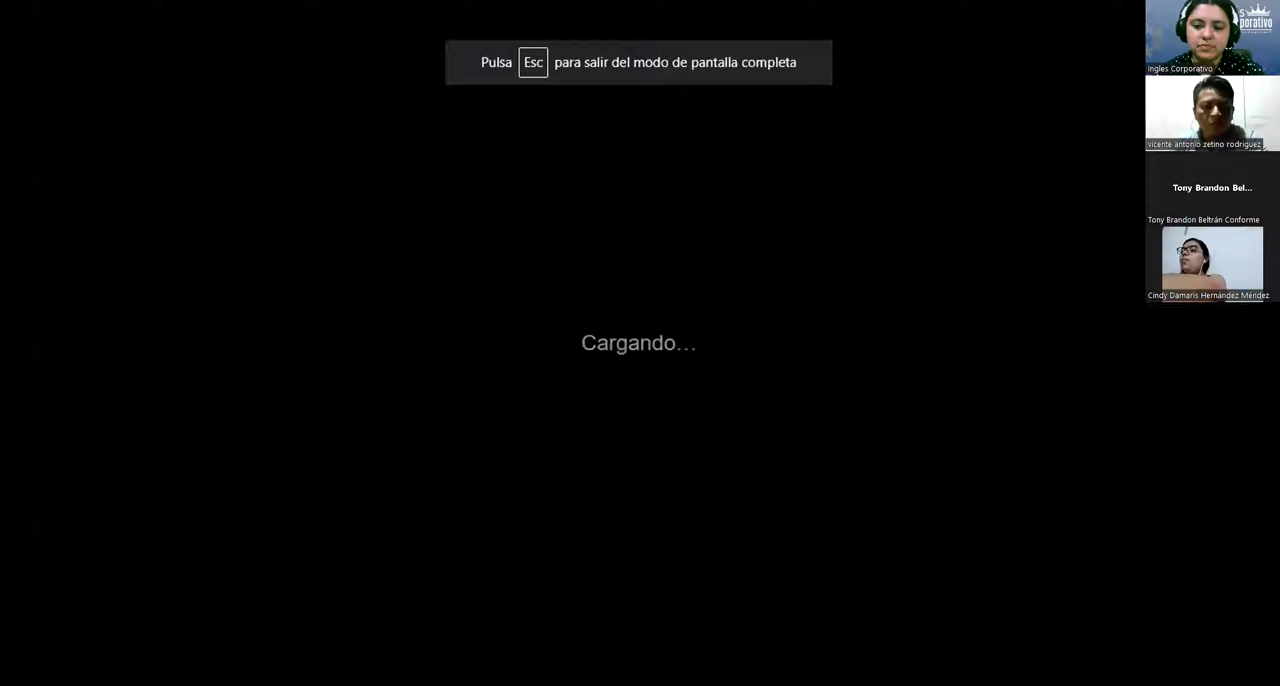 Pulsa Esc para salir del modo de pantalla completa
Cargando...
S
porativo
Ingles Corporativo
vicente antonio zetino rodriguez
Tony Brandon Bel...
Tony Brandon Beltrán Conforme
Cindy Damaris Hernández Méndez